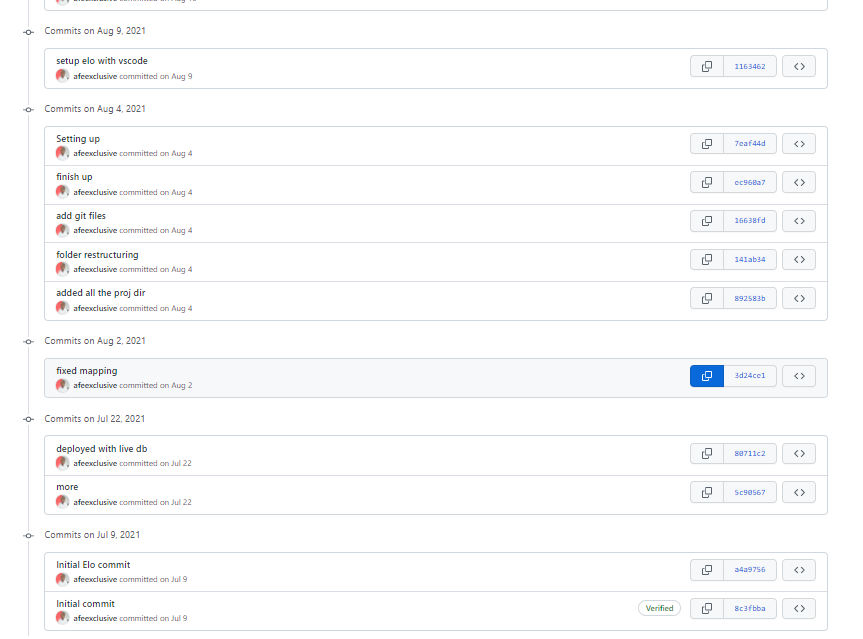 Commits on Aug 9, 2021
setup elo with vscode
1163462
afeexclusive committed on Aug 9
Commits on Aug 4, 2021
Setting up
7eaf44d
afeexclusive committed on Aug 4
finish up
ec960a7
afeexclusive committed on Aug 4
add git files
16638fd
afeexclusive committed on Aug 4
folder restructuring
141ab34
afeexclusive committed on Aug 4
added all the proj dir
892583b
afeexclusive committed on Aug 4
Commits on Aug 2, 2021
fixed mapping
3d24ce1
afeexclusive committed on Aug 2
Commits on Jul 22, 2021
deployed with live db
80711c2
afeexclusive committed on Jul 22
more
5c90567
afeexclusive committed on Jul 22
Commits on Jul 9, 2021
Initial Elo commit
a4a9756
afeexclusive committed on Jul 9
Initial commit
Verified 8c3fbba
afeexclusive committed on Jul 9